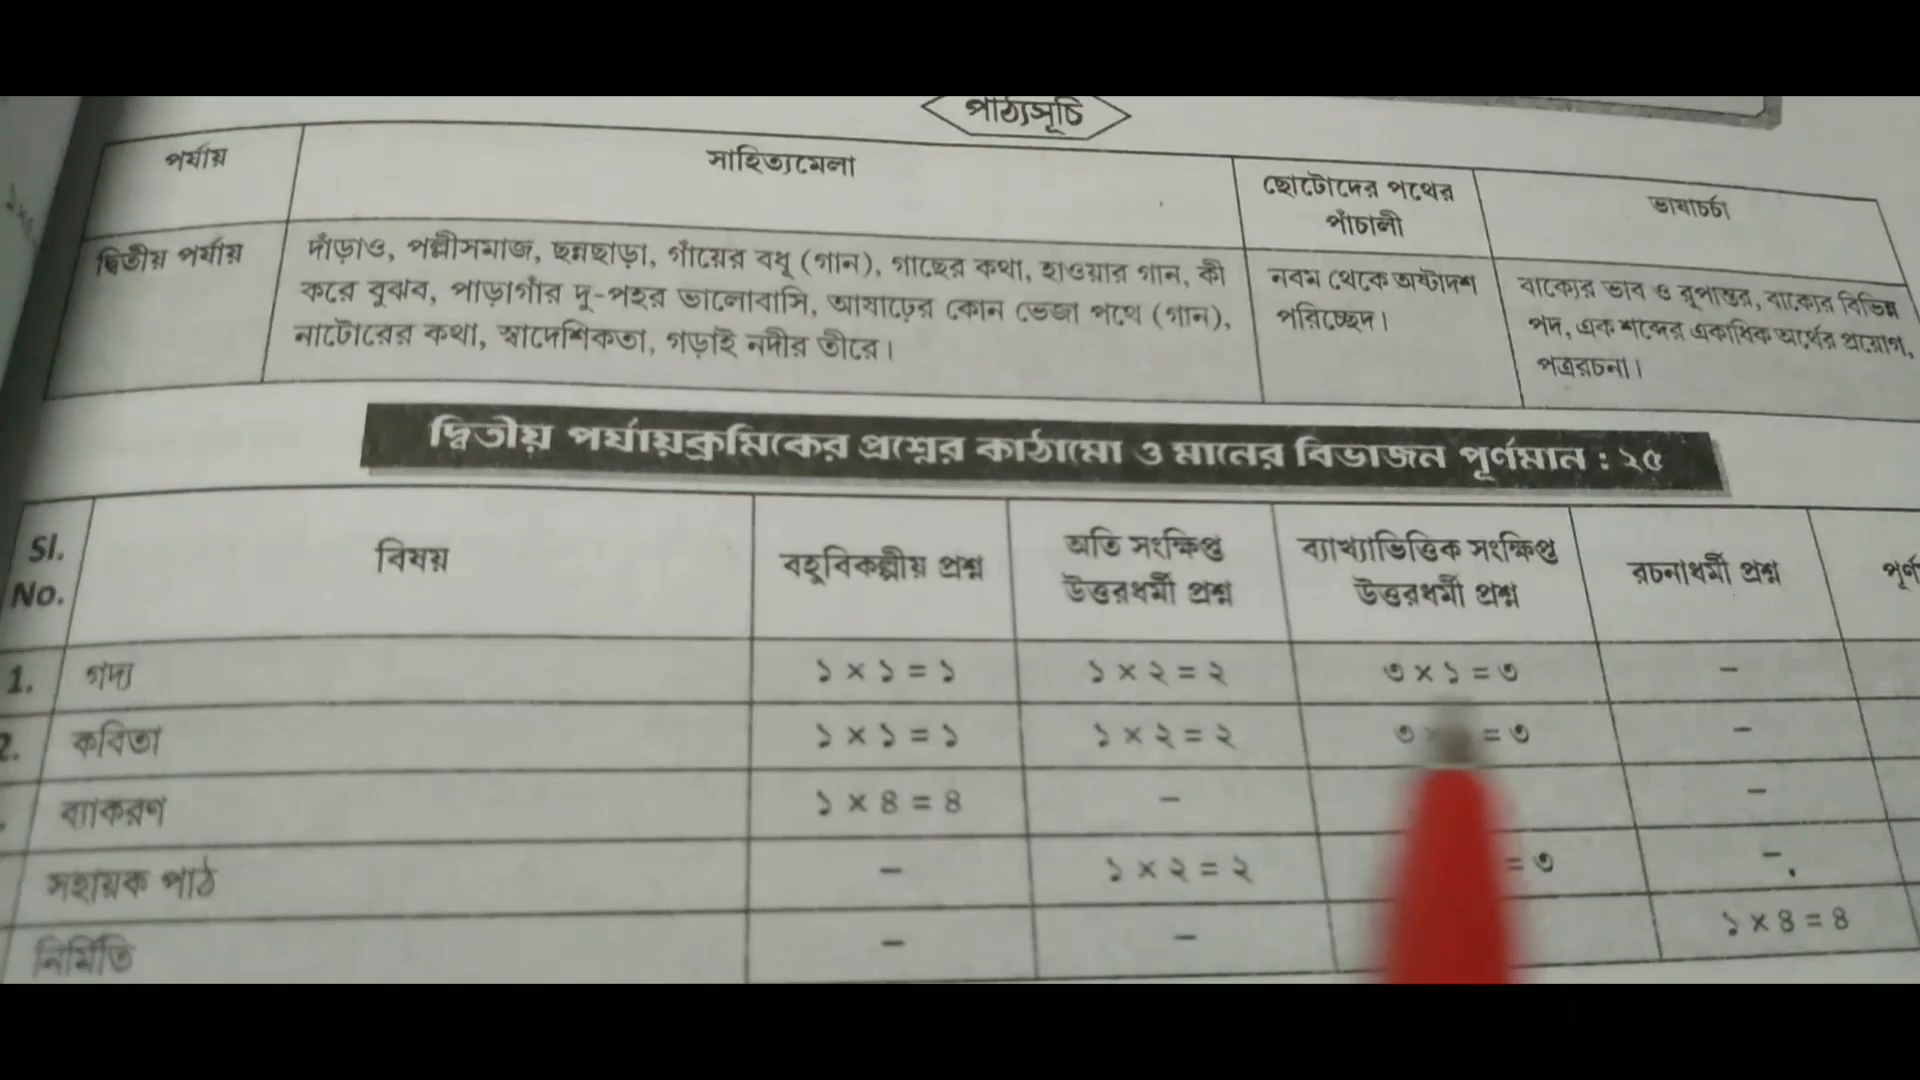 পাঠ্যসূচি
পর্যায়
সাহিত্যমেলা
ছোটোদের পথের
পাঁচালী
ভাষাচর্চা
দ্বিতীয় পর্যায়
দাঁড়াও, পল্লীসমাজ, ছন্নছাড়া, গাঁয়ের বধূ (গান), গাছের কথা, হাওয়ার গান, কী
করে বুঝব, পাড়াগাঁর দু-পহর ভালোবাসি, আষাঢ়ের কোন ভেজা পথে (গান),
নাটোরের কথা, স্বাদেশিকতা, গড়াই নদীর তীরে।
নবম থেকে অষ্টাদশ
পরিচ্ছেদ।
বাক্যের ভাব ও রূপান্তর, বাক্যের বিভিন্ন
পদ, এক শব্দের একাধিক অর্থের প্রয়োগ,
পত্ররচনা।
দ্বিতীয় পর্যায়ক্রমিকের প্রশ্নের কাঠামো ও মানের বিভাজন পূর্ণমান : ২৫
Sl.
No.
বিষয়
বহুবিকল্পীয় প্রশ্ন
অতি সংক্ষিপ্ত
উত্তরধর্মী প্রশ্ন
ব্যাখ্যাভিত্তিক সংক্ষিপ্ত
উত্তরধর্মী প্রশ্ন
রচনাধর্মী প্রশ্ন
পূর্ণ
1. গদ্য ১ × ১ = ১ ১ × ২ = ২ ৩ × ১ = ৩ –
2. কবিতা ১ × ১ = ১ ১ × ২ = ২ ৩ = ৩ –
ব্যাকরণ ১ × ৪ = ৪ – –
সহায়ক পাঠ – ১ × ২ = ২ = ৩ –
নির্মিতি – – ১ × ৪ = ৪